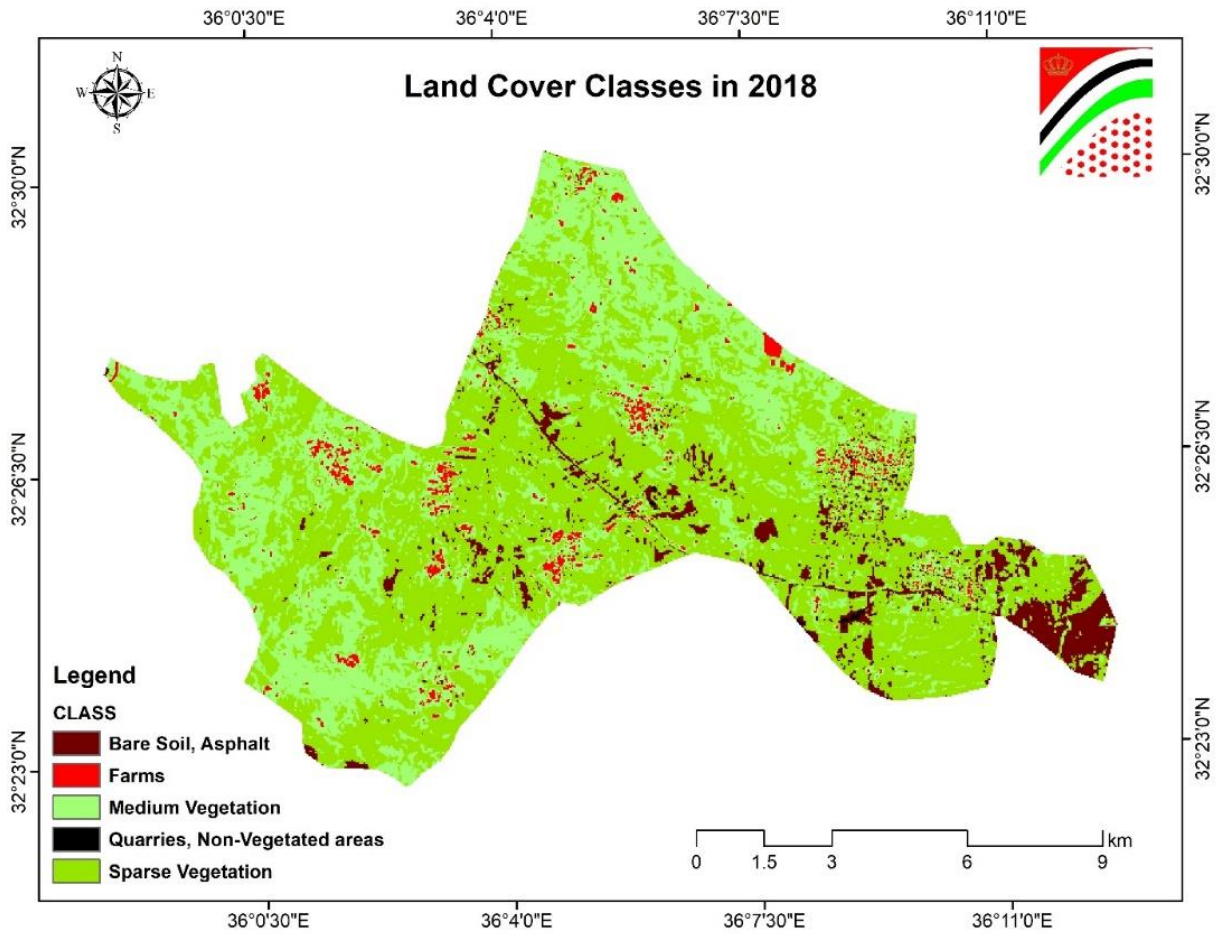 36°0'30"E 36°4'0"E 36°7'30"E 36°11'0"E
N
W E
S
Land Cover Classes in 2018
32°30'0"N
32°30'0"N
32°26'30"N
32°26'30"N
32°23'0"N
32°23'0"N
Legend
CLASS
Bare Soil, Asphalt
Farms
Medium Vegetation
Quarries, Non-Vegetated areas
Sparse Vegetation
km
0 1.5 3 6 9
36°0'30"E 36°4'0"E 36°7'30"E 36°11'0"E